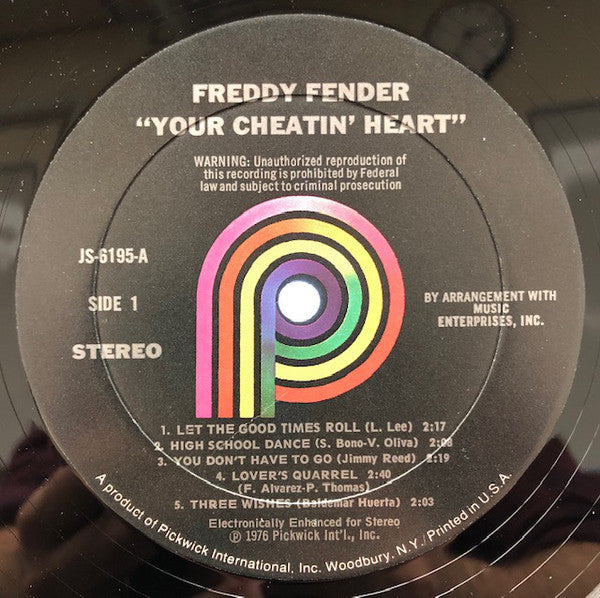 FREDDY FENDER
"YOUR CHEATIN' HEART"
WARNING: Unauthorized reproduction of
this recording is prohibited by Federal
law and subject to criminal prosecution
JS-6195-A
SIDE 1
STEREO
BY ARRANGEMENT WITH
MUSIC
ENTERPRISES, INC.
1. LET THE GOOD TIMES ROLL (L. Lee) 2:17
2. HIGH SCHOOL DANCE (S. Bono-V. Oliva) 2:08
3. YOU DON'T HAVE TO GO (Jimmy Reed) 2:19
4. LOVER'S QUARREL 2:40
(F. Alvarez-P. Thomas)
5. THREE WISHES (Baldemar Huerta) 2:03
Electronically Enhanced for Stereo
℗ 1976 Pickwick Int'l., Inc.
A product of Pickwick International, Inc. Woodbury, N.Y./Printed in U.S.A.